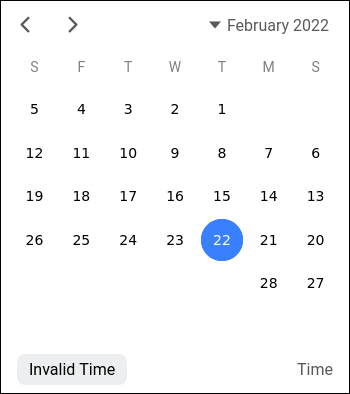 February 2022
S F T W T M S
5 4 3 2 1
12 11 10 9 8 7 6
19 18 17 16 15 14 13
26 25 24 23 22 21 20
28 27
Invalid Time Time